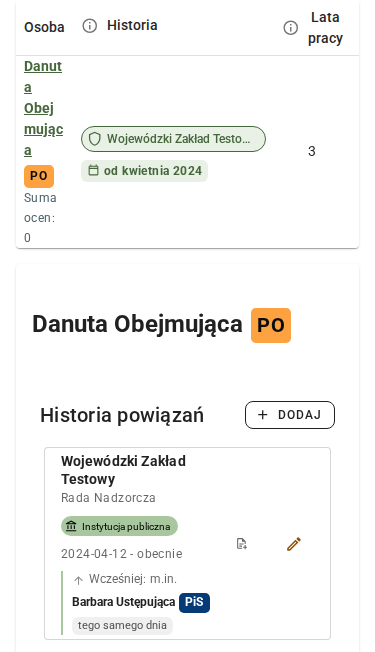 Osoba
Historia
Lata
pracy
Danut
a
Obej
mując
a
PO
Suma
ocen:
0
Wojewódzki Zakład Testo...
od kwietnia 2024
3
Danuta Obejmująca PO
Historia powiązań
+ DODAJ
Wojewódzki Zakład
Testowy
Rada Nadzorcza
Instytucja publiczna
2024-04-12 - obecnie
Wcześniej: m.in.
Barbara Ustępująca PiS
tego samego dnia